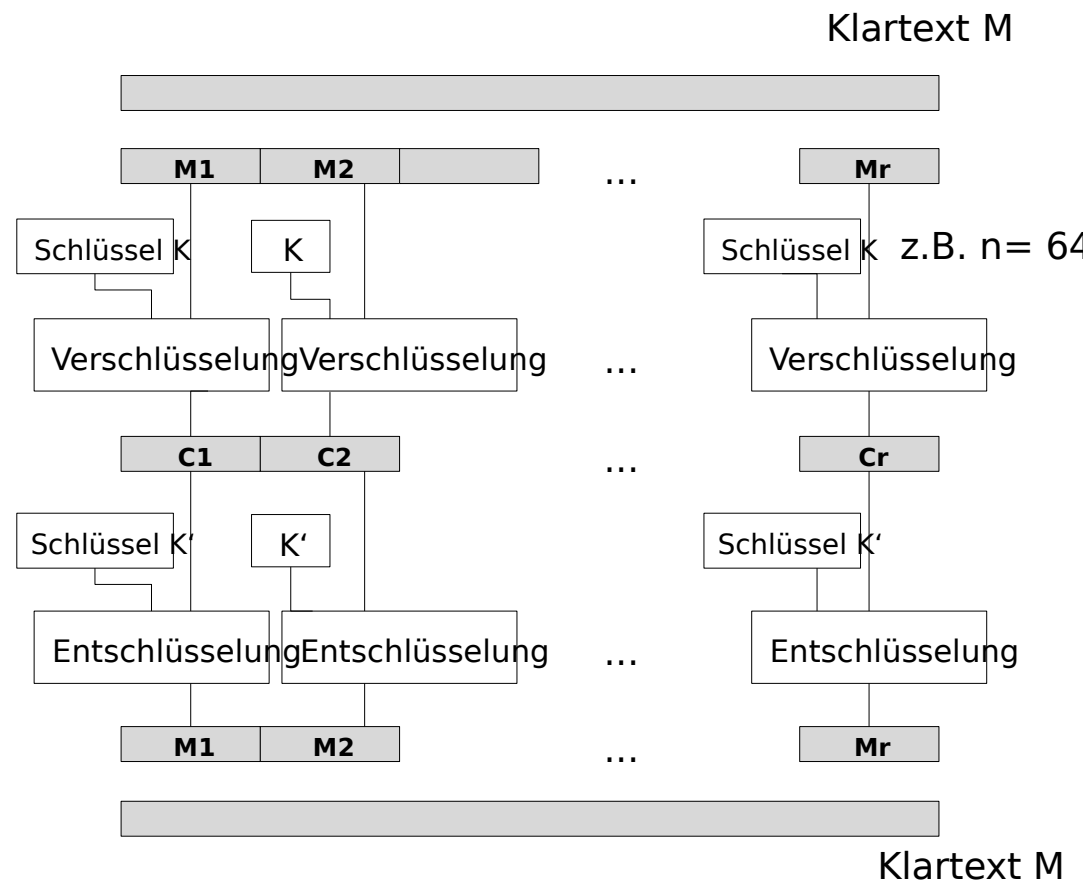 Klartext M
M1 M2 ... Mr
Schlüssel K K Schlüssel K z.B. n= 64
Verschlüsselung Verschlüsselung ... Verschlüsselung
C1 C2 ... Cr
Schlüssel K‘ K‘ Schlüssel K‘
Entschlüsselung Entschlüsselung ... Entschlüsselung
M1 M2 ... Mr
Klartext M